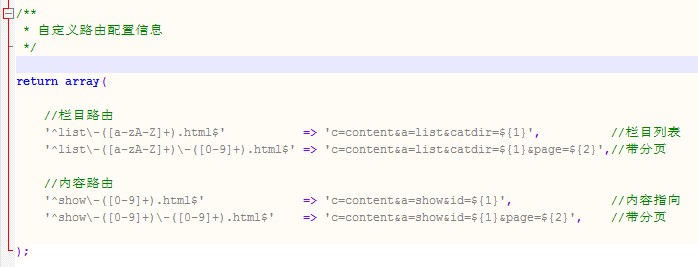 /**
 * 自定义路由配置信息
 */
return array(
//栏目路由
'^list\-([a-zA-Z]+).html$' => 'c=content&a=list&catdir=${1}', //栏目列表
'^list\-([a-zA-Z]+)\-([0-9]+).html$' => 'c=content&a=list&catdir=${1}&page=${2}',//带分页
//内容路由
'^show\-([0-9]+).html$' => 'c=content&a=show&id=${1}', //内容指向
'^show\-([0-9]+)\-([0-9]+).html$' => 'c=content&a=show&id=${1}&page=${2}', //带分页
);